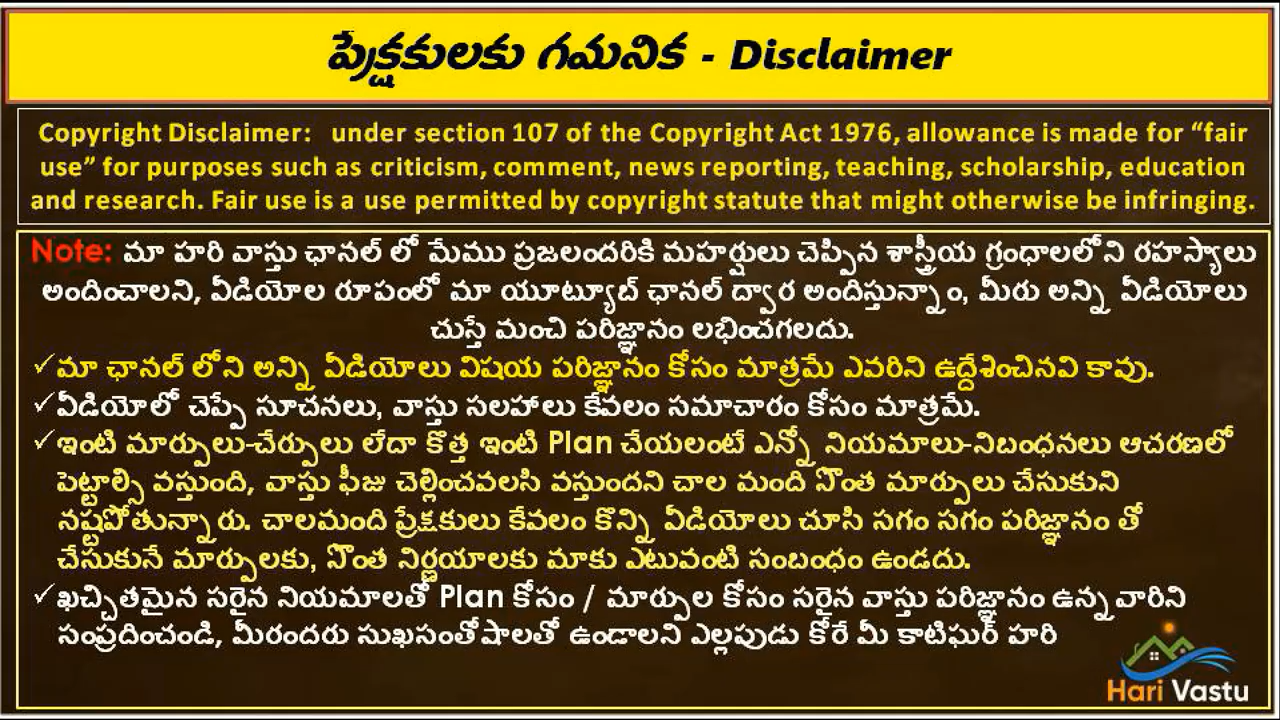 ప్రేక్షకులకు గమనిక - Disclaimer
Copyright Disclaimer: under section 107 of the Copyright Act 1976, allowance is made for “fair
use” for purposes such as criticism, comment, news reporting, teaching, scholarship, education
and research. Fair use is a use permitted by copyright statute that might otherwise be infringing.
Note: మా హరి వాస్తు ఛానల్ లో మేము ప్రజలందరికి మహర్షులు చెప్పిన శాస్త్రీయ గ్రంధాలలోని రహస్యాలు
అందించాలని, వీడియోల రూపంలో మా యూట్యూబ్ ఛానల్ ద్వార అందిస్తున్నాం, మీరు అన్ని వీడియోలు
చుస్తే మంచి పరిజ్ఞానం లభించగలదు.
✓మా ఛానల్ లోని అన్ని వీడియోలు విషయ పరిజ్ఞానం కోసం మాత్రమే ఎవరిని ఉద్దేశించినవి కావు.
✓వీడియోలో చెప్పే సూచనలు, వాస్తు సలహాలు కేవలం సమాచారం కోసం మాత్రమే.
✓ఇంటి మార్పులు-చేర్పులు లేదా కొత్త ఇంటి Plan చేయలంటే ఎన్నో నియమాలు-నిబంధనలు ఆచరణలో
పెట్టాల్సి వస్తుంది, వాస్తు ఫీజు చెల్లించవలసి వస్తుందని చాల మంది సొంత మార్పులు చేసుకుని
నష్టపోతున్నారు. చాలమంది ప్రేక్షకులు కేవలం కొన్ని వీడియోలు చూసి సగం సగం పరిజ్ఞానం తో
చేసుకునే మార్పులకు, సొంత నిర్ణయాలకు మాకు ఎటువంటి సంబంధం ఉండదు.
✓ఖచ్చితమైన సరైన నియమాలతో Plan కోసం / మార్పుల కోసం సరైన వాస్తు పరిజ్ఞానం ఉన్నవారిని
సంప్రదించండి, మీరందరు సుఖసంతోషాలతో ఉండాలని ఎల్లపుడు కోరే మీ కాటిఘర్ హరి
Hari Vastu